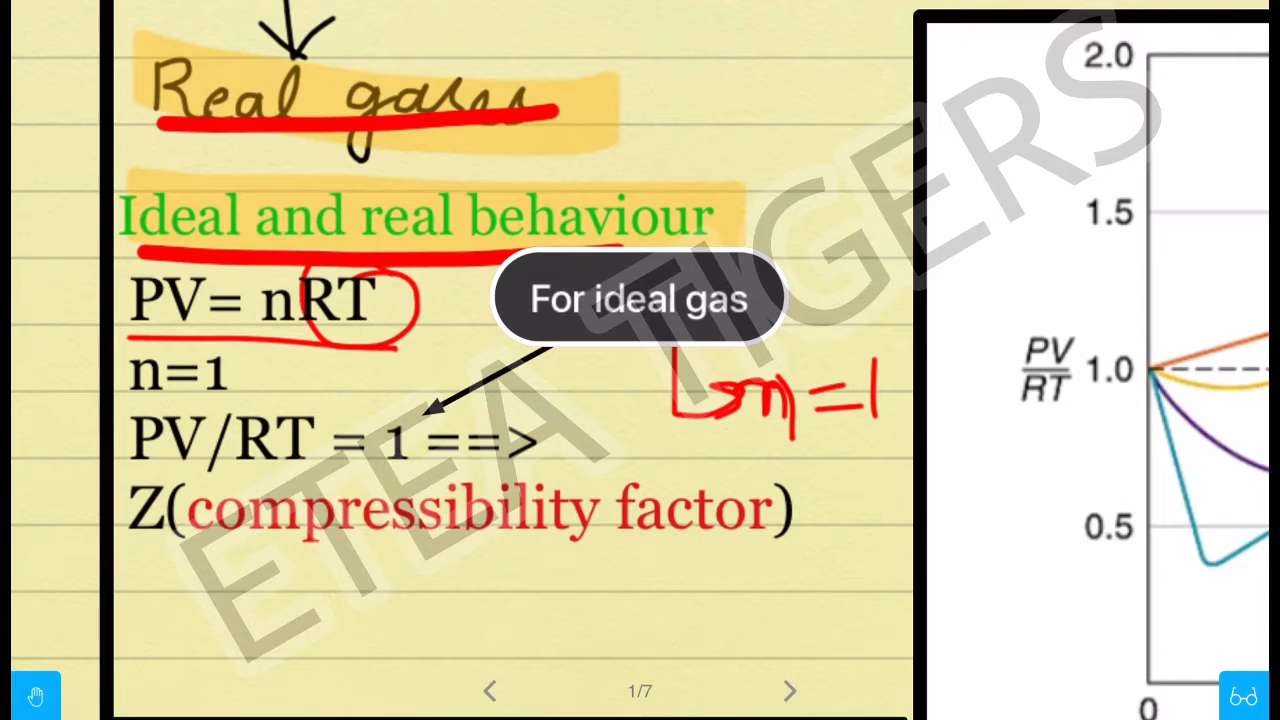 Real gases
Ideal and real behaviour
PV= nRT
For ideal gas
n=1
n=1
PV/RT = 1 ==>
Z(compressibility factor)
ETEA TIGERS
2.0
1.5
PV
RT
1.0
0.5
0
1/7